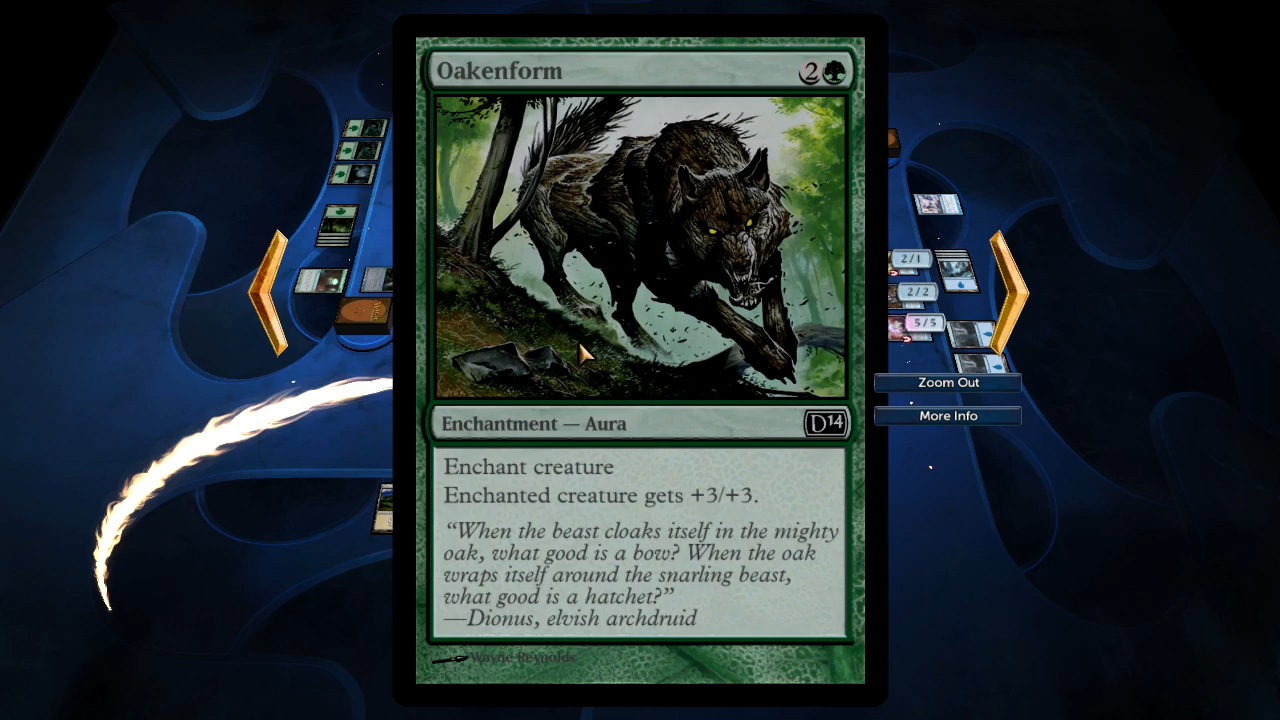 Oakenform 2
2/1
2/2
5/5
Zoom Out
More Info
Enchantment — Aura D14
Enchant creature
Enchanted creature gets +3/+3.
“When the beast cloaks itself in the mighty
oak, what good is a bow? When the oak
wraps itself around the snarling beast,
what good is a hatchet?”
—Dionus, elvish archdruid
Wayne Reynolds